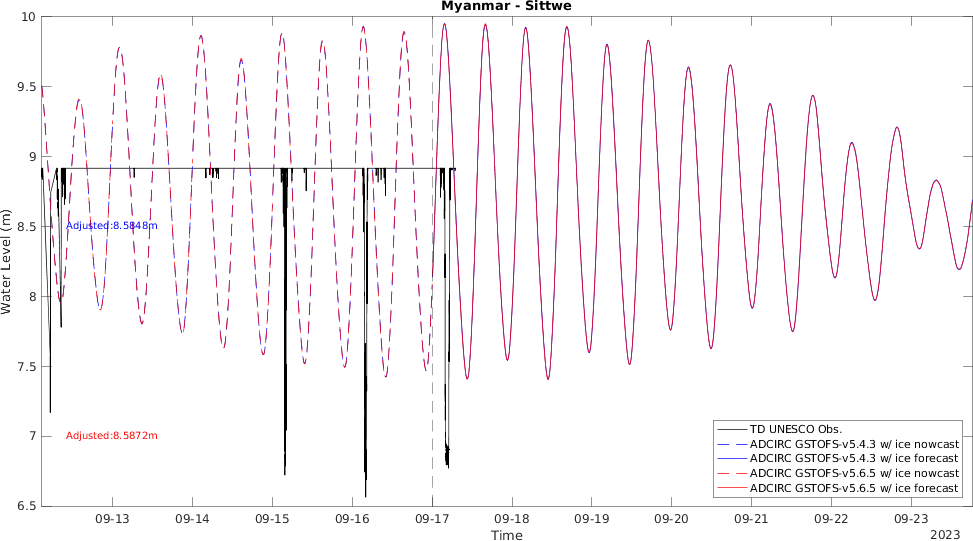 Myanmar - Sittwe
10
9.5
9
8.5
8
7.5
7
6.5
Water Level (m)
Adjusted:8.5848m
Adjusted:8.5872m
TD UNESCO Obs.
ADCIRC GSTOFS-v5.4.3 w/ ice nowcast
ADCIRC GSTOFS-v5.4.3 w/ ice forecast
ADCIRC GSTOFS-v5.6.5 w/ ice nowcast
ADCIRC GSTOFS-v5.6.5 w/ ice forecast
09-13 09-14 09-15 09-16 09-17 09-18 09-19 09-20 09-21 09-22 09-23
Time
2023